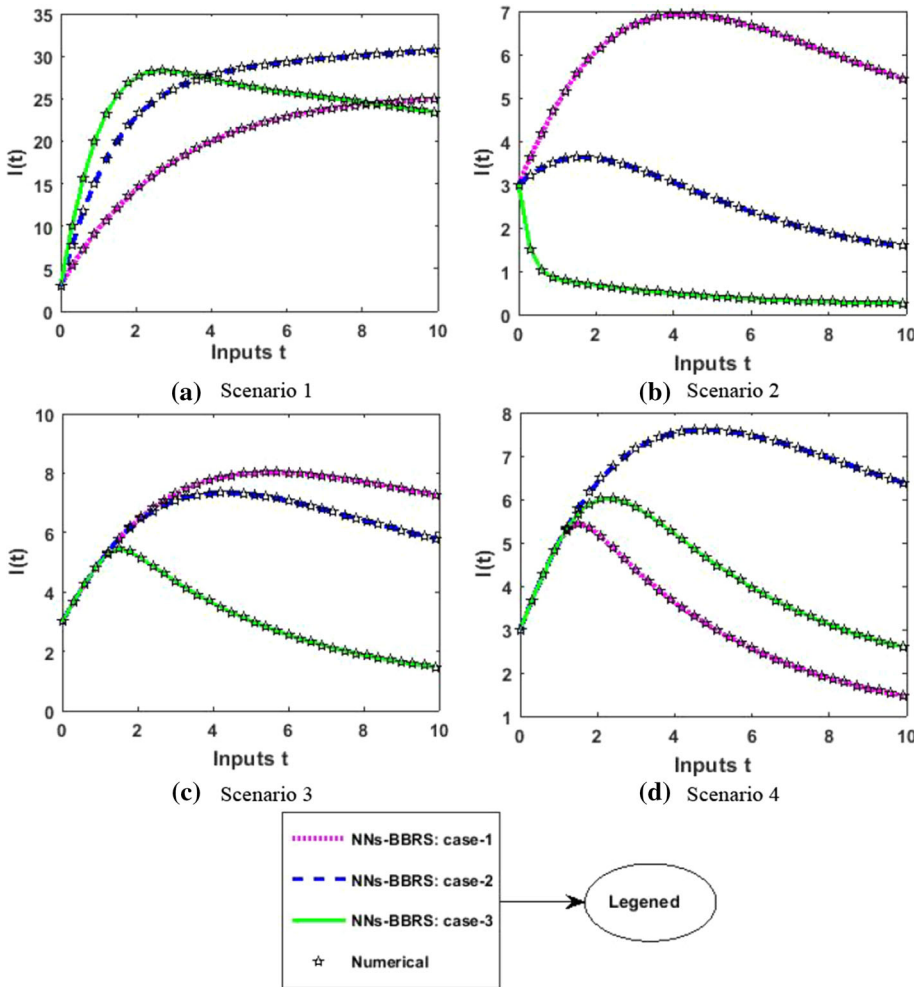 35
30
25
20
15
10
5
0
I(t)
0 2 4 6 8 10
Inputs t
(a) Scenario 1
7
6
5
4
3
2
1
0
I(t)
0 2 4 6 8 10
Inputs t
(b) Scenario 2
10
8
6
4
2
0
I(t)
0 2 4 6 8 10
Inputs t
(c) Scenario 3
8
7
6
5
4
3
2
1
I(t)
0 2 4 6 8 10
Inputs t
(d) Scenario 4
NNs-BBRS: case-1
NNs-BBRS: case-2
NNs-BBRS: case-3
Numerical
Legened